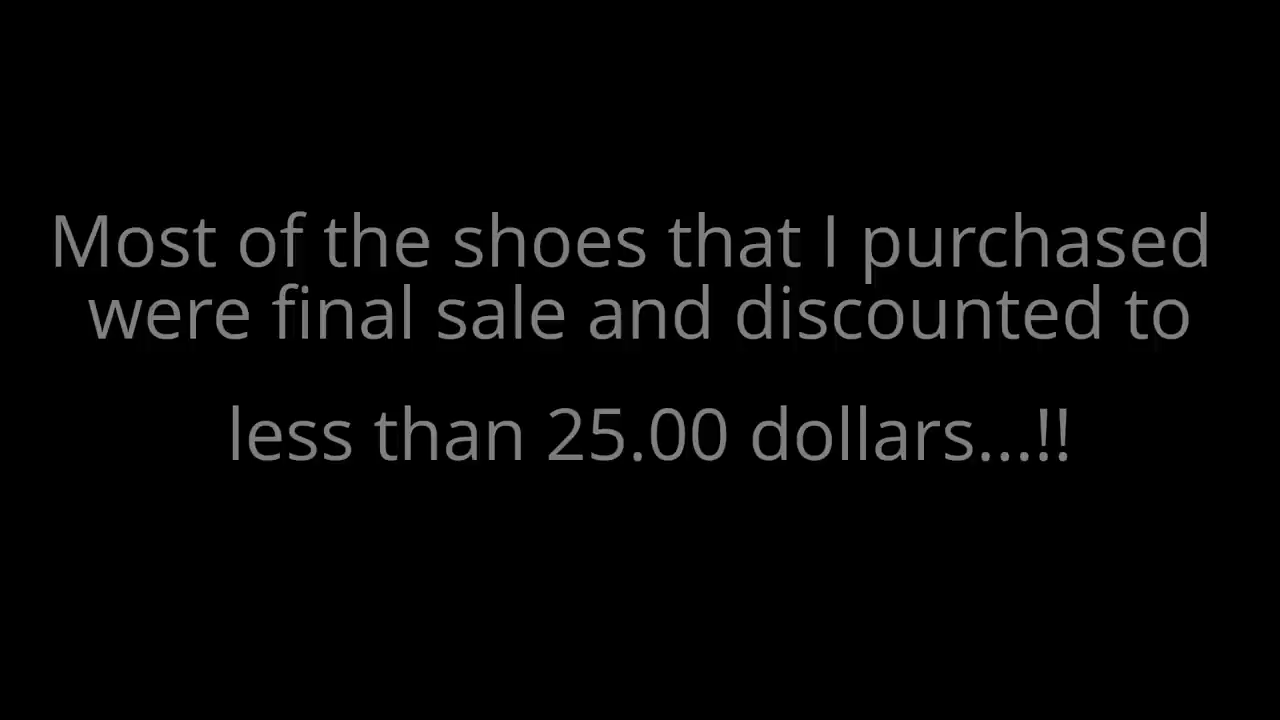 Most of the shoes that I purchased
were final sale and discounted to
less than 25.00 dollars...!!